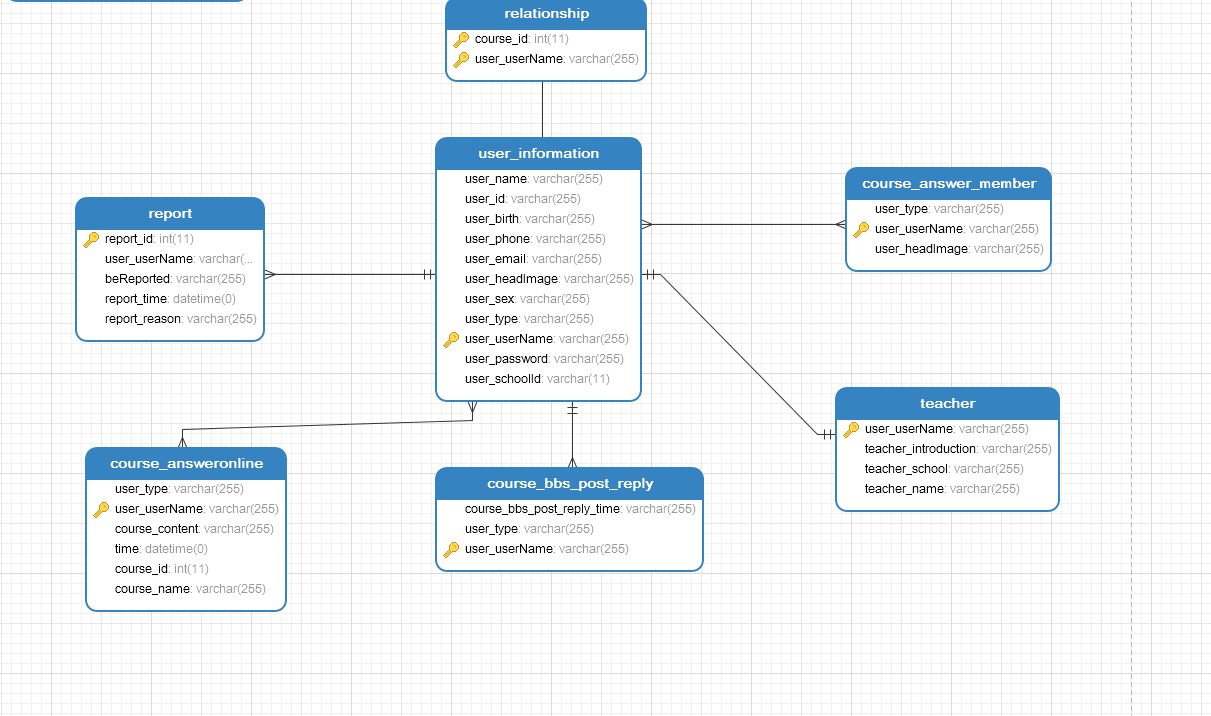 relationship
course_id: int(11)
user_userName: varchar(255)
user_information
user_name: varchar(255)
user_id: varchar(255)
user_birth: varchar(255)
user_phone: varchar(255)
user_email: varchar(255)
user_headImage: varchar(255)
user_sex: varchar(255)
user_type: varchar(255)
user_userName: varchar(255)
user_password: varchar(255)
user_schoolId: varchar(11)
course_answer_member
user_type: varchar(255)
user_userName: varchar(255)
user_headImage: varchar(255)
report
report_id: int(11)
user_userName: varchar(...
beReported: varchar(255)
report_time: datetime(0)
report_reason: varchar(255)
teacher
user_userName: varchar(255)
teacher_introduction: varchar(255)
teacher_school: varchar(255)
teacher_name: varchar(255)
course_answeronline
user_type: varchar(255)
user_userName: varchar(255)
course_content: varchar(255)
time: datetime(0)
course_id: int(11)
course_name: varchar(255)
course_bbs_post_reply
course_bbs_post_reply_time: varchar(255)
user_type: varchar(255)
user_userName: varchar(255)